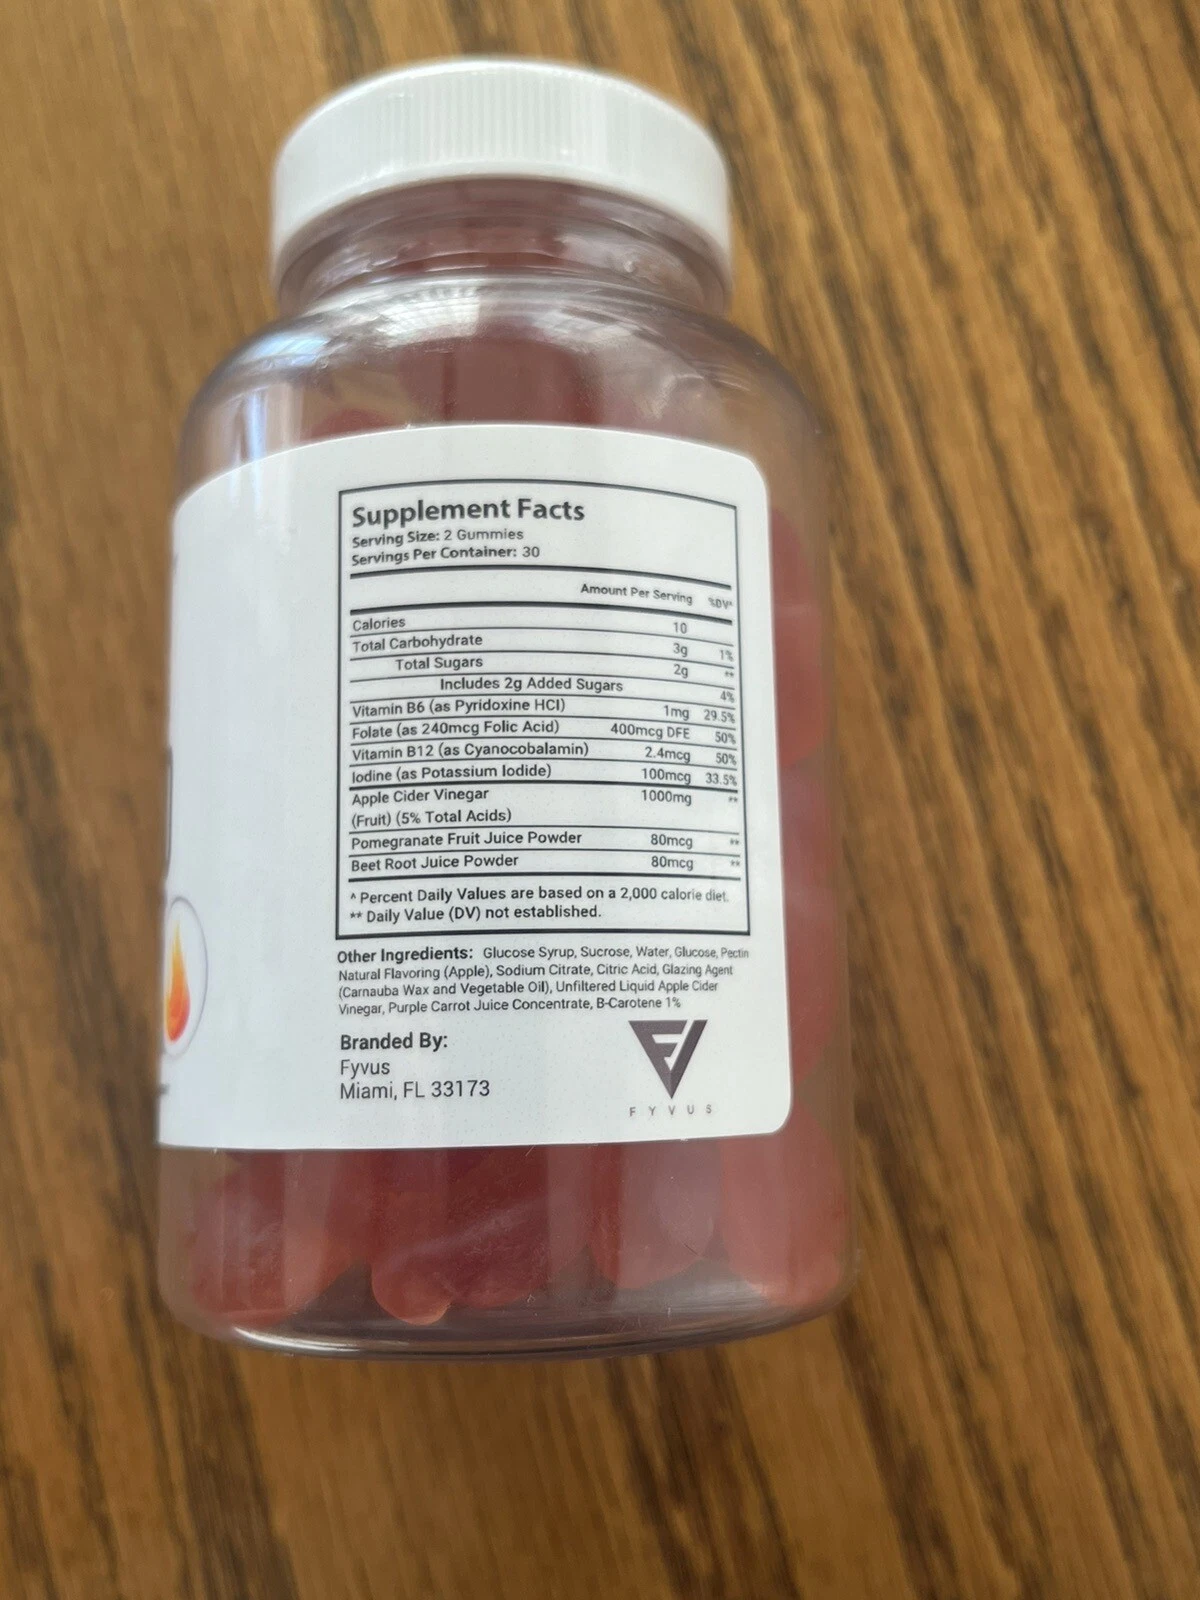 Supplement Facts
Serving Size: 2 Gummies
Servings Per Container: 30
Amount Per Serving %DV^
Calories 10
Total Carbohydrate 3g 1%
Total Sugars 2g **
Includes 2g Added Sugars 4%
Vitamin B6 (as Pyridoxine HCl) 1mg 29.5%
Folate (as 240mcg Folic Acid) 400mcg DFE 50%
Vitamin B12 (as Cyanocobalamin) 2.4mcg 50%
Iodine (as Potassium Iodide) 100mcg 33.5%
Apple Cider Vinegar 1000mg **
(Fruit) (5% Total Acids)
Pomegranate Fruit Juice Powder 80mcg **
Beet Root Juice Powder 80mcg **
^ Percent Daily Values are based on a 2,000 calorie diet.
** Daily Value (DV) not established.
Other Ingredients: Glucose Syrup, Sucrose, Water, Glucose, Pectin
Natural Flavoring (Apple), Sodium Citrate, Citric Acid, Glazing Agent
(Carnauba Wax and Vegetable Oil), Unfiltered Liquid Apple Cider
Vinegar, Purple Carrot Juice Concentrate, B-Carotene 1%
Branded By:
Fyvus
Miami, FL 33173
FYVUS